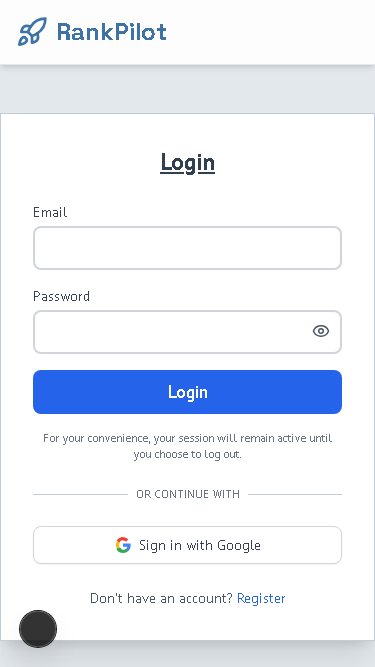 RankPilot
Login
Email
Password
Login
For your convenience, your session will remain active until
you choose to log out.
OR CONTINUE WITH
Sign in with Google
Don't have an account? Register